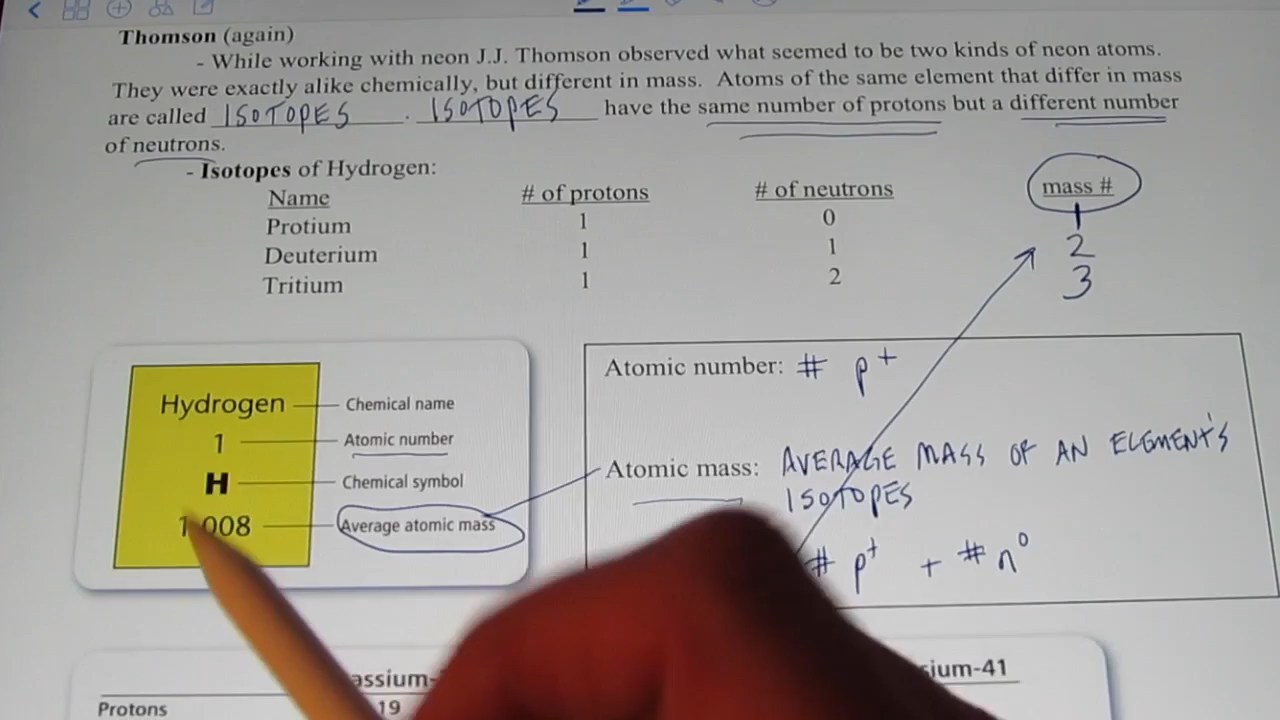 Thomson (again)
- While working with neon J.J. Thomson observed what seemed to be two kinds of neon atoms.
They were exactly alike chemically, but different in mass. Atoms of the same element that differ in mass
are called ISOTOPES. ISOTOPES have the same number of protons but a different number
of neutrons.
- Isotopes of Hydrogen:
Name # of protons # of neutrons mass #
Protium 1 0 1
Deuterium 1 1 2
Tritium 1 2 3
Hydrogen Chemical name
1 Atomic number
H Chemical symbol
1.008 Average atomic mass
Atomic number: # p+
Atomic mass: AVERAGE MASS OF AN ELEMENT'S
ISOTOPES
# p+ + # n0
19
Protons